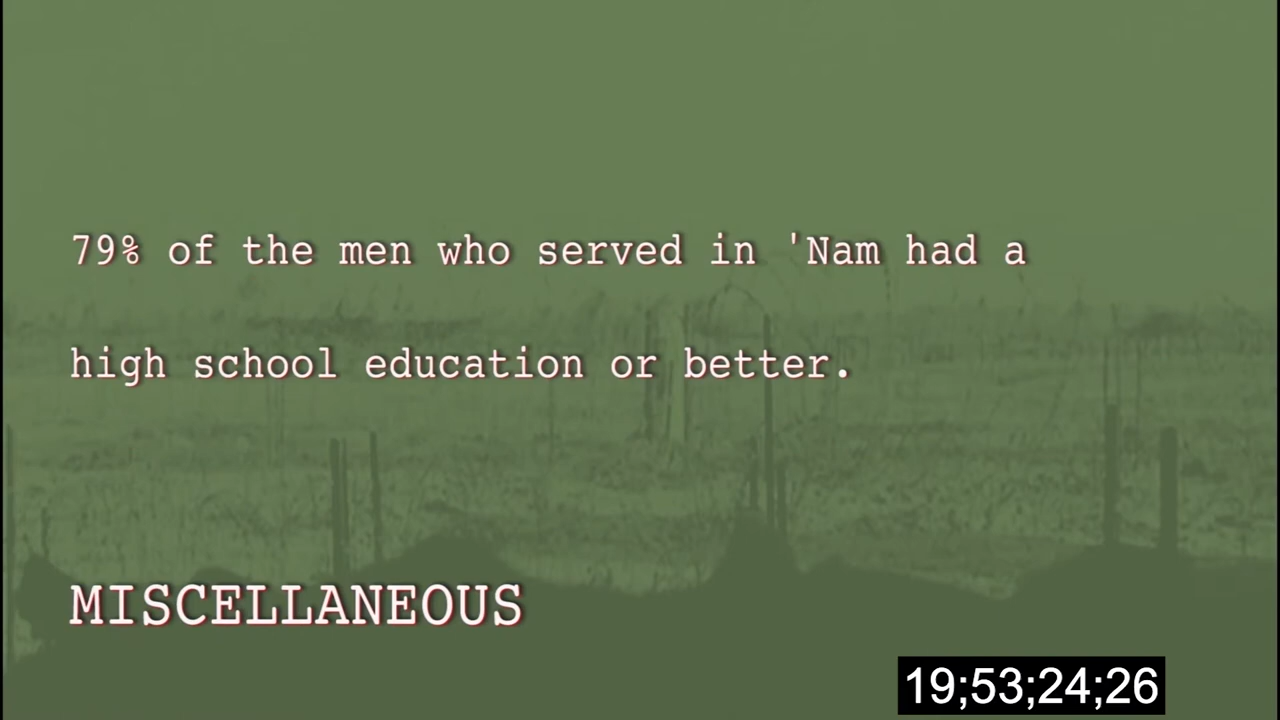 79% of the men who served in 'Nam had a
high school education or better.
MISCELLANEOUS
19;53;24;26